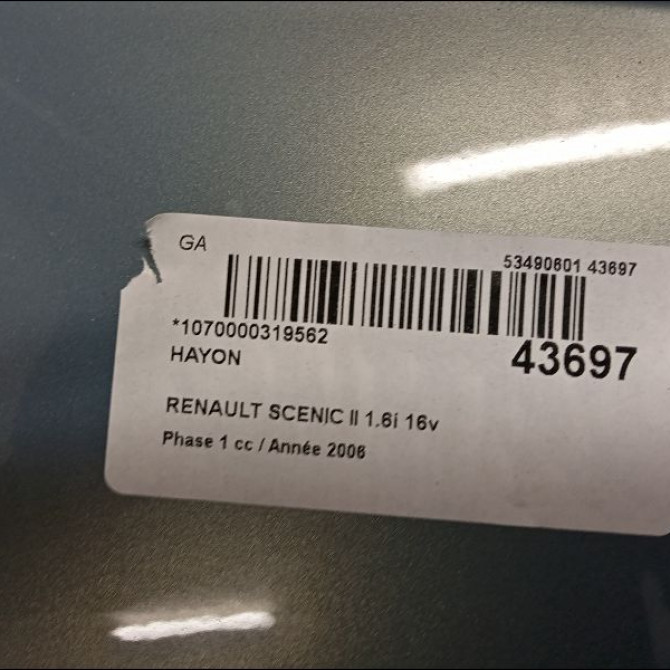 GA
53490601 43697
*1070000319562
43697
HAYON
RENAULT SCENIC II 1.6i 16v
Phase 1 cc / Année 2006